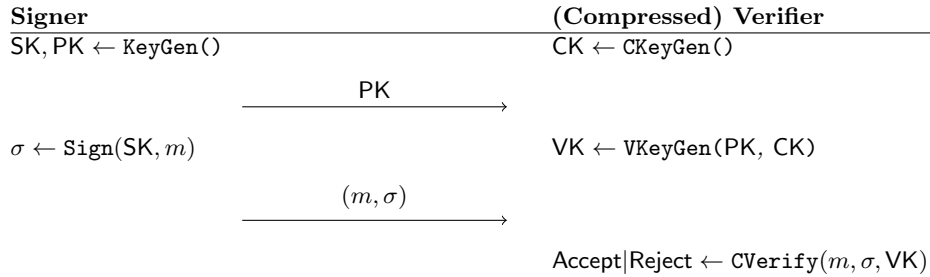 Signer (Compressed) Verifier
SK, PK ← KeyGen() CK ← CKeyGen()
PK
σ ← Sign(SK, m) VK ← VKeyGen(PK, CK)
(m, σ)
Accept|Reject ← CVerify(m, σ, VK)